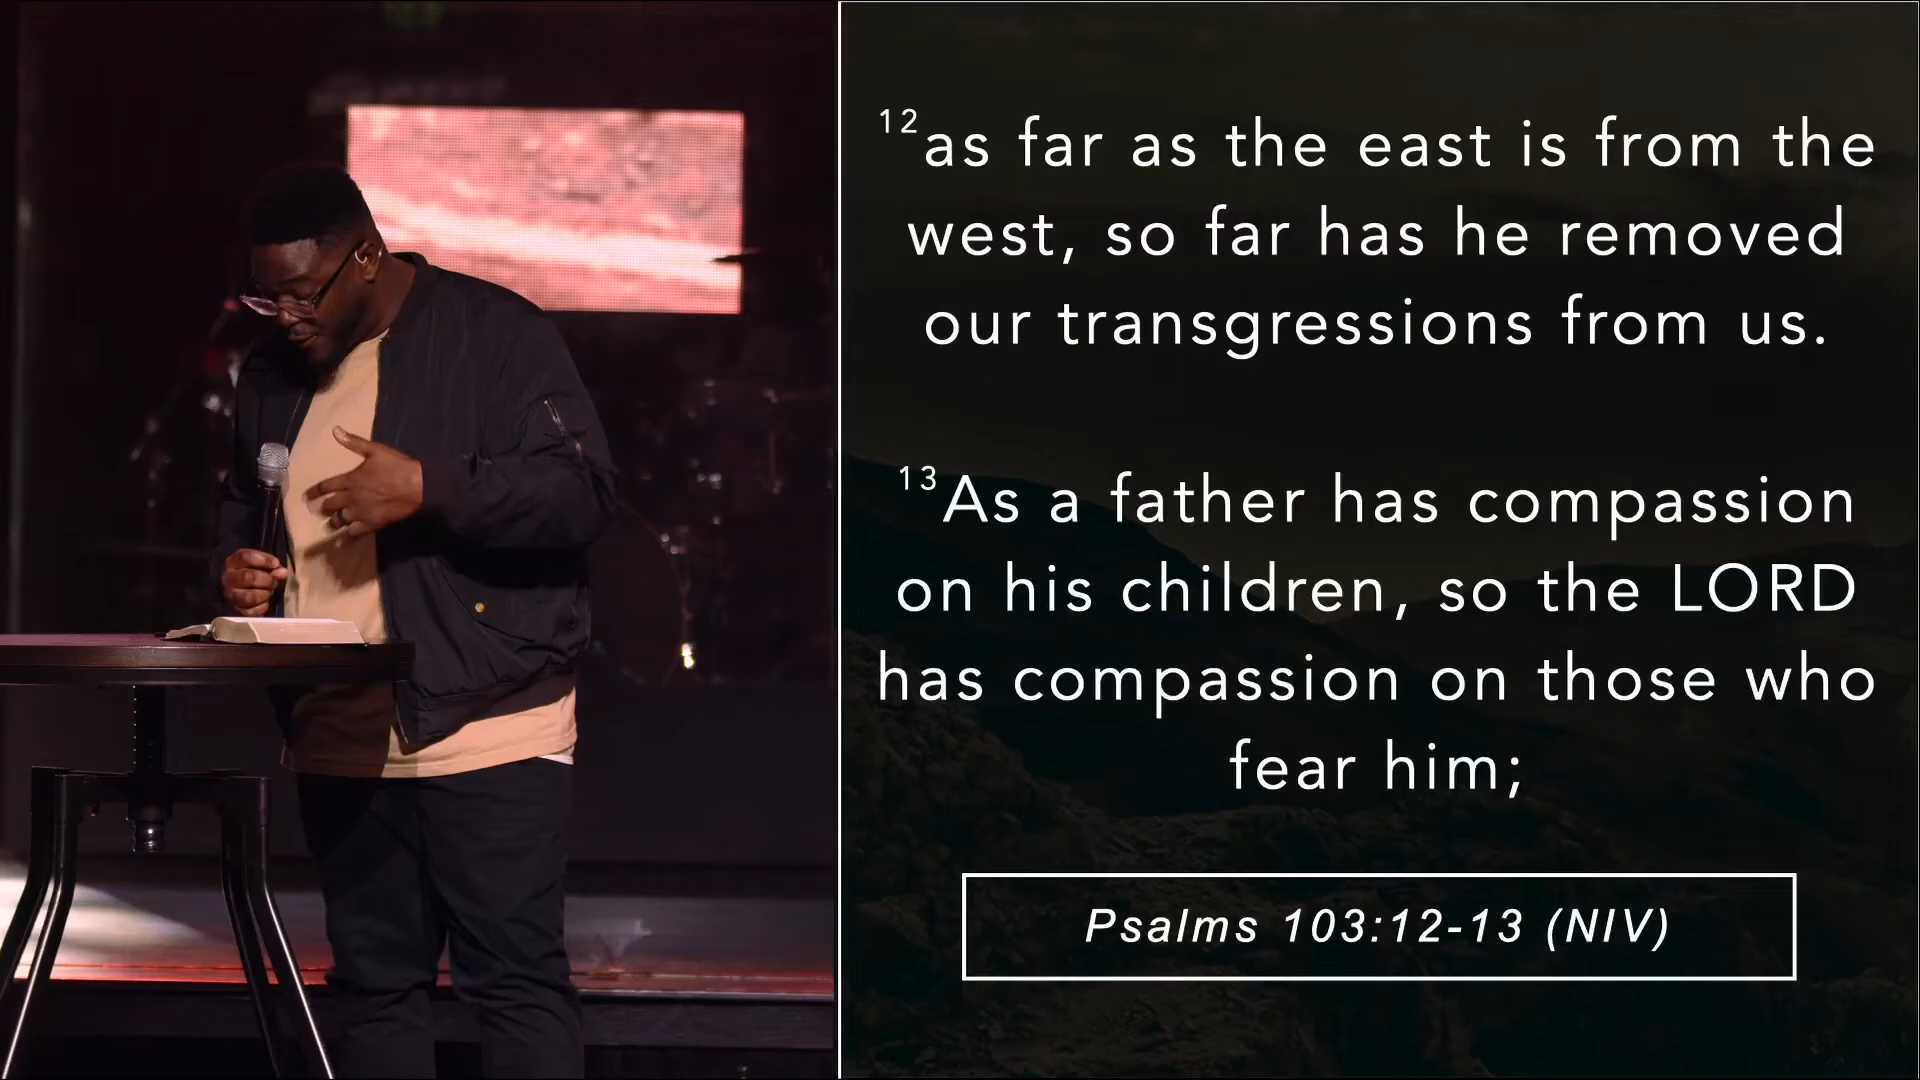 12as far as the east is from the
west, so far has he removed
our transgressions from us.
13As a father has compassion
on his children, so the LORD
has compassion on those who
fear him;
Psalms 103:12-13 (NIV)